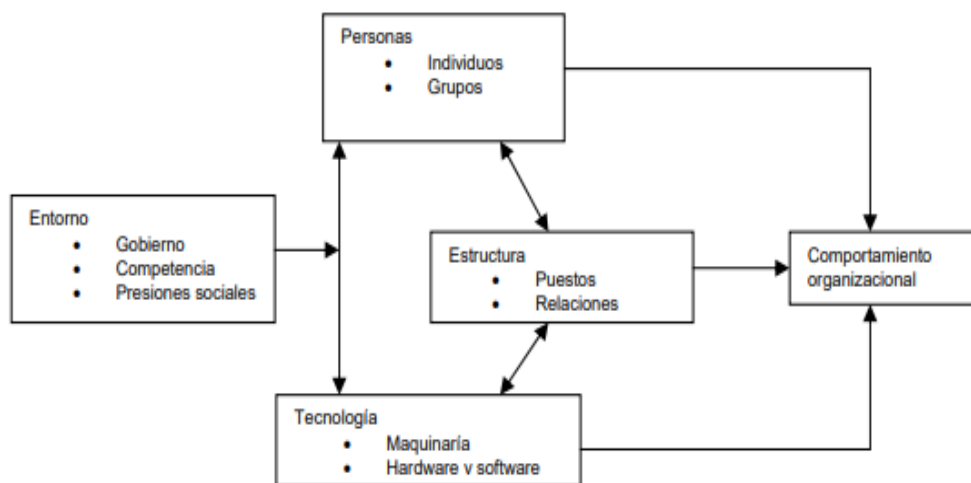 Personas
• Individuos
• Grupos
Entorno
• Gobierno
• Competencia
• Presiones sociales
Estructura
• Puestos
• Relaciones
Comportamiento
organizacional
Tecnología
• Maquinaría
• Hardware v software